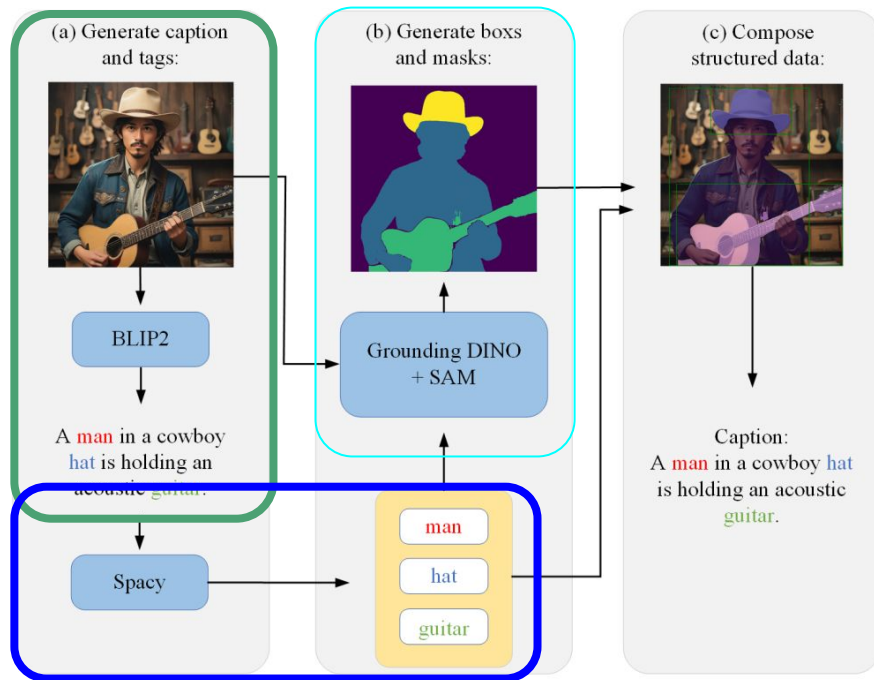 (a) Generate caption
and tags:
BLIP2
A man in a cowboy
hat is holding an
acoustic guitar.
Spacy
(b) Generate boxs
and masks:
Grounding DINO
+ SAM
man
hat
guitar
(c) Compose
structured data:
Caption:
A man in a cowboy hat
is holding an acoustic
guitar.